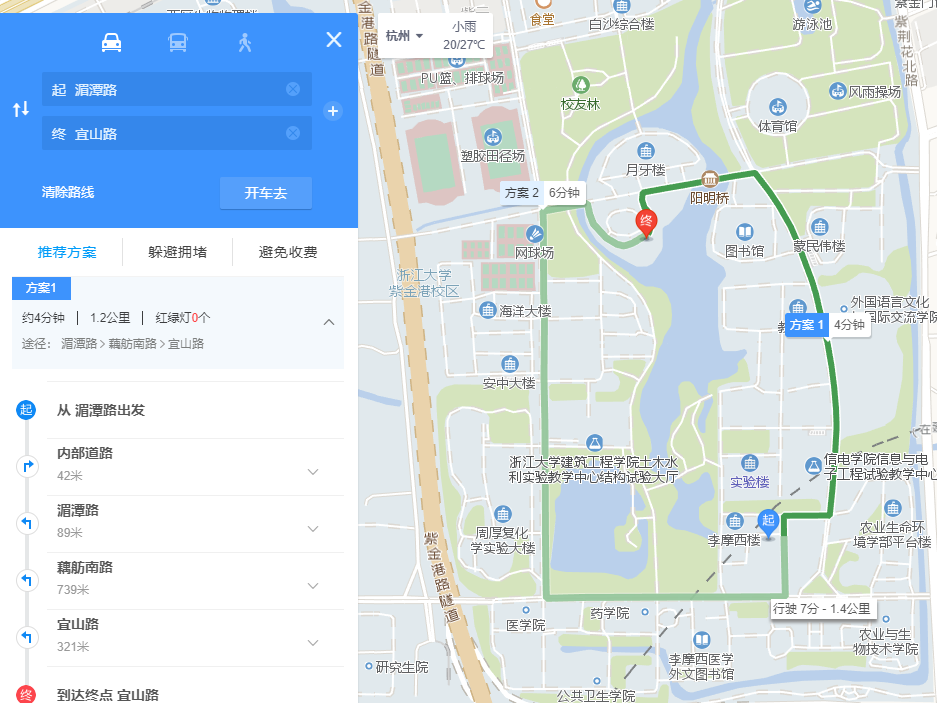 起 湄潭路
终 宜山路
清除路线
开车去
推荐方案
躲避拥堵
避免收费
方案1
约4分钟 | 1.2公里 | 红绿灯0个
途径： 湄潭路 > 藕舫南路 > 宜山路
起 从 湄潭路出发
内部道路
42米
湄潭路
89米
藕舫南路
739米
宜山路
321米
终 到达终点 宜山路
杭州
小雨
20/27℃
食堂
白沙综合楼
游泳池
紫荆花北路
紫金港路隧道
PU篮、排球场
校友林
风雨操场
体育馆
塑胶田径场
月牙楼
方案 2 6分钟
阳明桥
终
图书馆
蒙民伟楼
网球场
浙江大学
紫金港校区
海洋大楼
外国语言文化
国际交流学院
方案 1 4分钟
安中大楼
浙江大学建筑工程学院土木水
利实验教学中心结构试验大厅
信电学院信息与电
子工程试验教学中心
实验楼
起
李摩西楼
周厚复化
学实验大楼
农业生命环
境学部平台楼
紫金港路隧道
行驶 7分 - 1.4公里
药学院
医学院
农业与生
物技术学院
李摩西医学
外文图书馆
研究生院
公共卫生学院